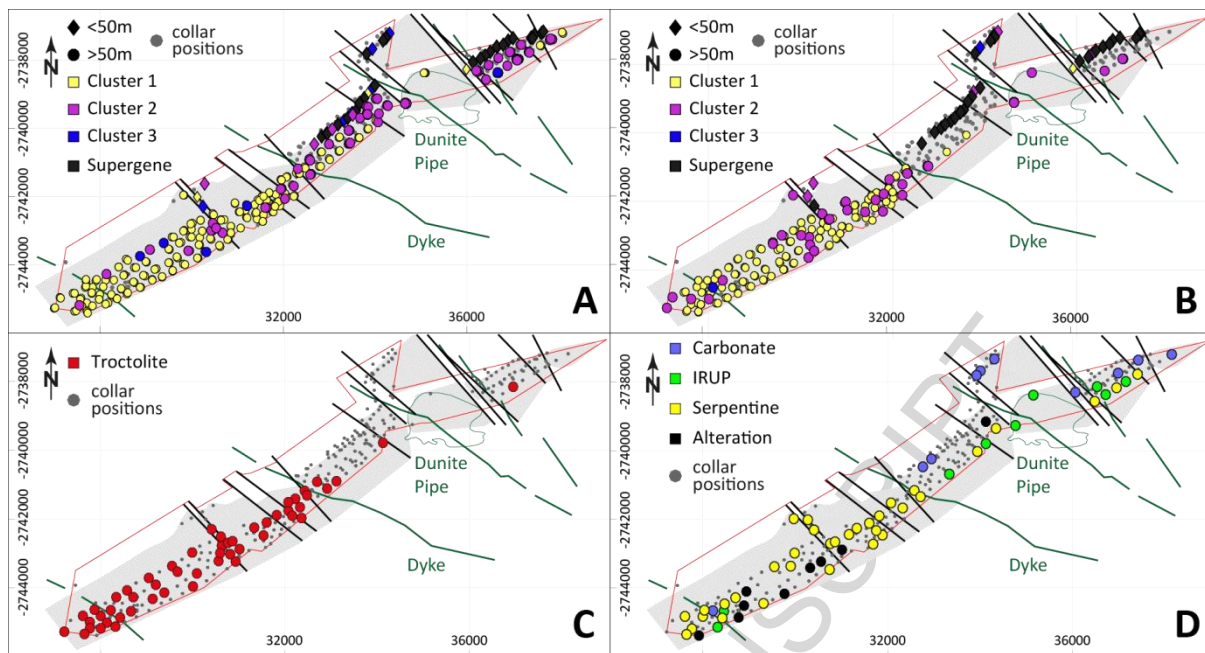 <50m
>50m
collar
positions
N
Cluster 1
Cluster 2
Cluster 3
Supergene
Dunite
Pipe
Dyke
A
-2738000
-2740000
-2742000
-2744000
32000
36000
<50m
>50m
collar
positions
N
Cluster 1
Cluster 2
Cluster 3
Supergene
Dunite
Pipe
Dyke
B
-2738000
-2740000
-2742000
-2744000
32000
36000
Troctolite
collar
positions
N
Dunite
Pipe
Dyke
C
-2738000
-2740000
-2742000
-2744000
32000
36000
Carbonate
IRUP
Serpentine
Alteration
collar
positions
N
Dunite
Pipe
Dyke
D
-2738000
-2740000
-2742000
-2744000
32000
36000
SCRIPT